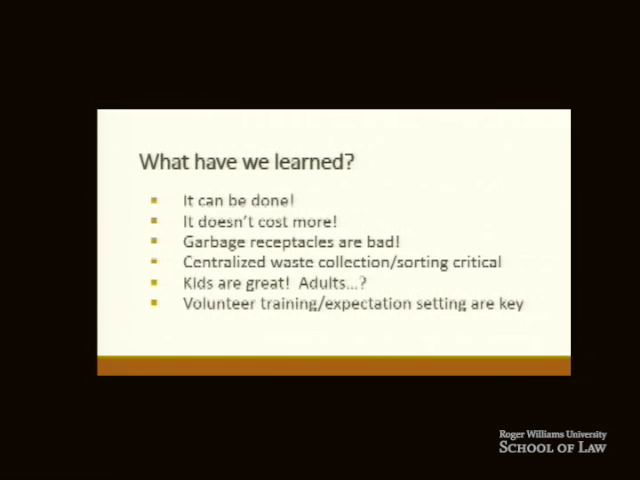 What have we learned?
It can be done!
It doesn't cost more!
Garbage receptacles are bad!
Centralized waste collection/sorting critical
Kids are great! Adults...?
Volunteer training/expectation setting are key
Roger Williams University
SCHOOL OF LAW